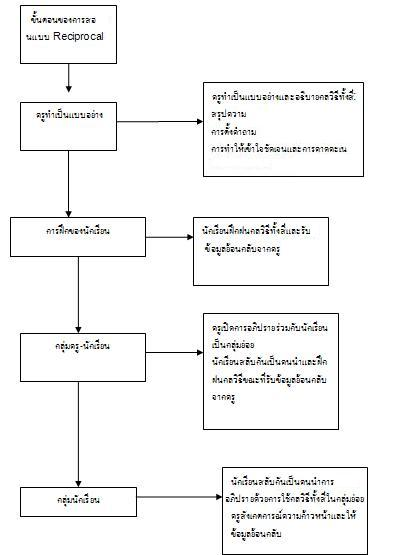 ขั้นตอนของการสอ
นแบบ Reciprocal
ครูทำเป็นแบบอย่าง
ครูทำเป็นแบบอย่างและอธิบายกลวิธีทั้งสี่:
สรุปความ
การตั้งคำถาม
การทำให้เข้าใจชัดเจนและการคาดคะเน
การฝึกของนักเรียน
นักเรียนฝึกฝนกลวิธีทั้งสี่และรับ
ข้อมูลย้อนกลับจากครู
กลุ่มครู-นักเรียน
ครูเปิดการอภิปรายร่วมกับนักเรียน
เป็นกลุ่มย่อย
นักเรียนสลับกันเป็นคนนำและฝึก
ฝนกลวิธีขณะที่รับข้อมูลย้อนกลับ
จากครู
กลุ่มนักเรียน
นักเรียนสลับกันเป็นคนนำการ
อภิปรายด้วยการใช้กลวิธีทั้งสี่ในกลุ่มย่อย
ครูสังเกตการณ์ความก้าวหน้าและให้
ข้อมูลย้อนกลับ